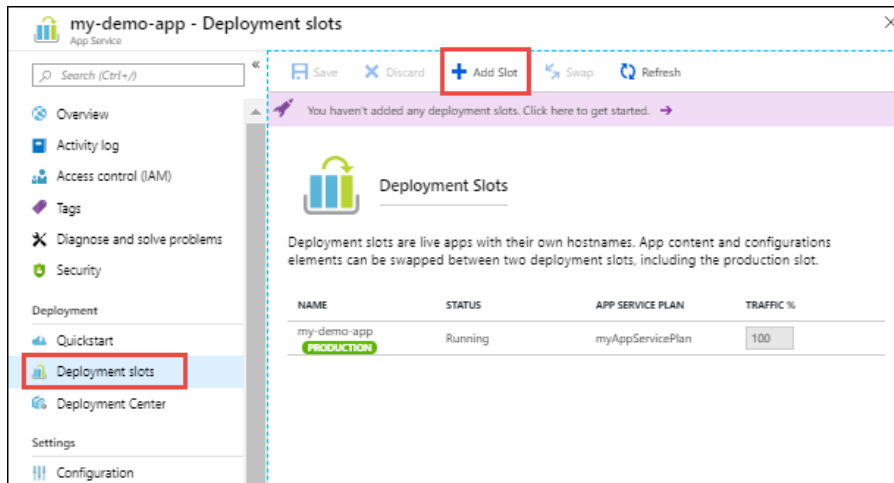 my-demo-app - Deployment slots
App Service
Search (Ctrl+/)
Overview
Activity log
Access control (IAM)
Tags
Diagnose and solve problems
Security
Deployment
Quickstart
Deployment slots
Deployment Center
Settings
Configuration
Save Discard Add Slot Swap Refresh
You haven't added any deployment slots. Click here to get started.
Deployment Slots
Deployment slots are live apps with their own hostnames. App content and configurations
elements can be swapped between two deployment slots, including the production slot.
NAME STATUS APP SERVICE PLAN TRAFFIC %
my-demo-app
PRODUCTION
Running myAppServicePlan 100